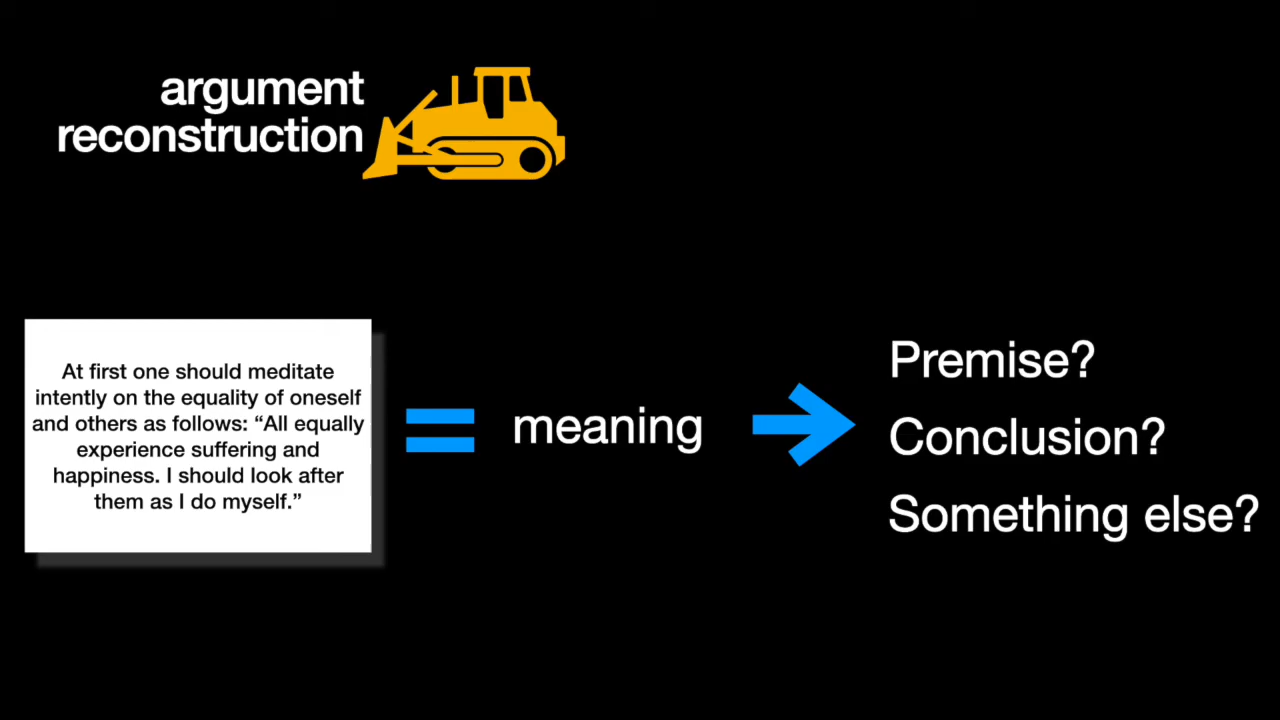 argument
reconstruction
At first one should meditate
intently on the equality of oneself
and others as follows: “All equally
experience suffering and
happiness. I should look after
them as I do myself.”
meaning
Premise?
Conclusion?
Something else?